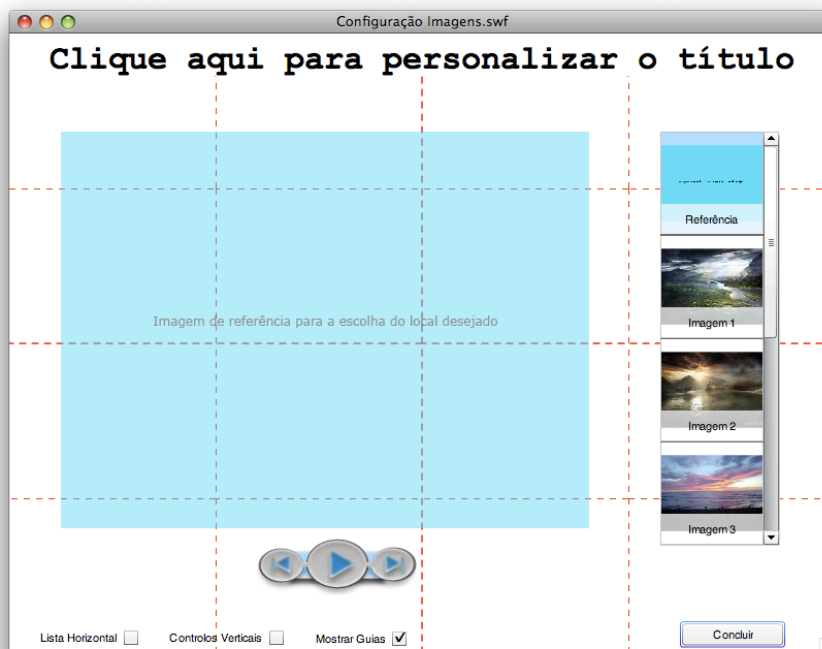 Configuração Imagens.swf
Clique aqui para personalizar o título
Imagem de referência para a escolha do local desejado
Referência
Imagem 1
Imagem 2
Imagem 3
Lista Horizontal
Controlos Verticais
Mostrar Guias
Concluir